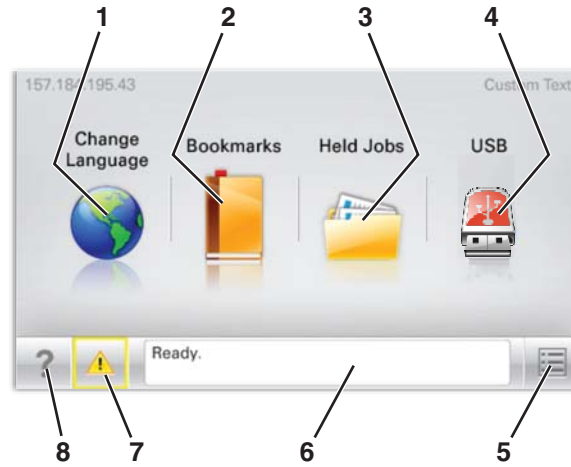 1 2 3 4
157.184.195.43 Custom Text
Change
Language Bookmarks Held Jobs USB
? Ready.
8 7 6 5